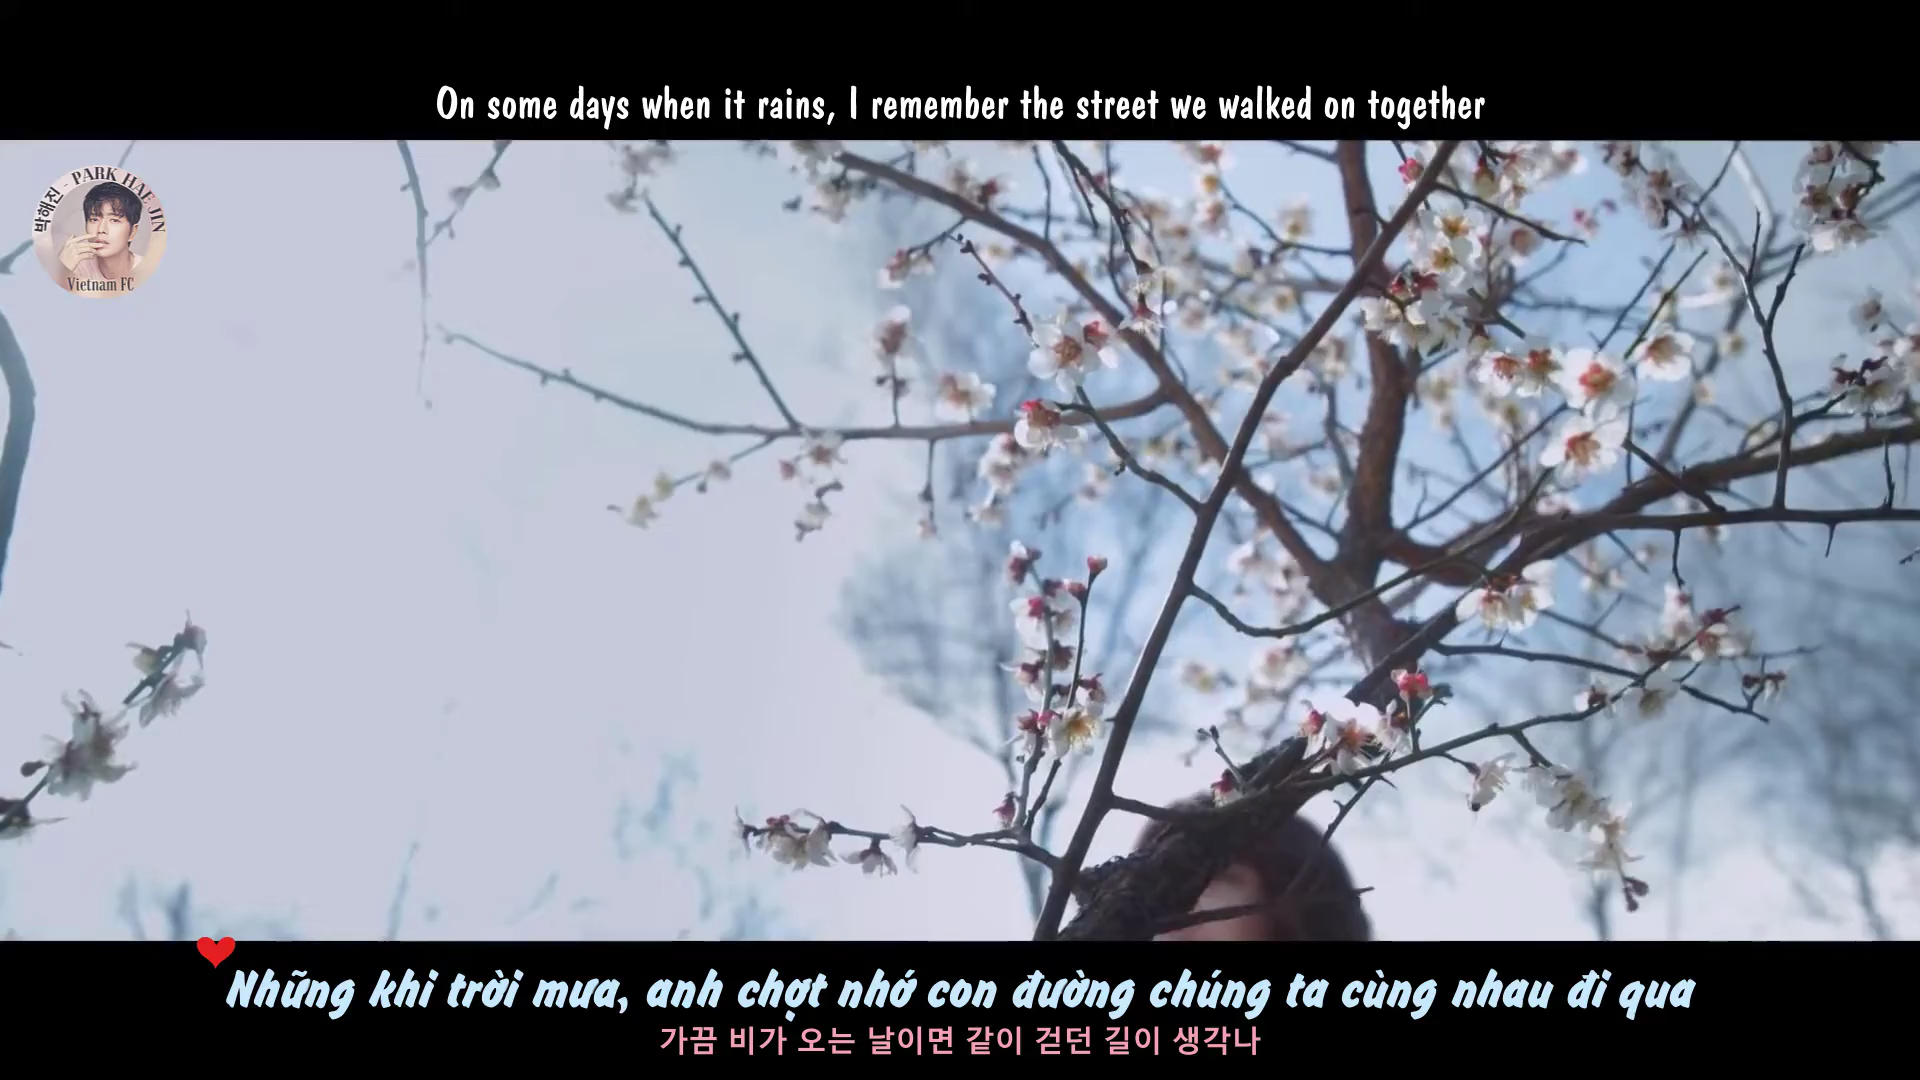 On some days when it rains, I remember the street we walked on together
박해진 - PARK HAE JIN
Vietnam FC
Những khi trời mưa, anh chợt nhớ con đường chúng ta cùng nhau đi qua
가끔 비가 오는 날이면 같이 걷던 길이 생각나